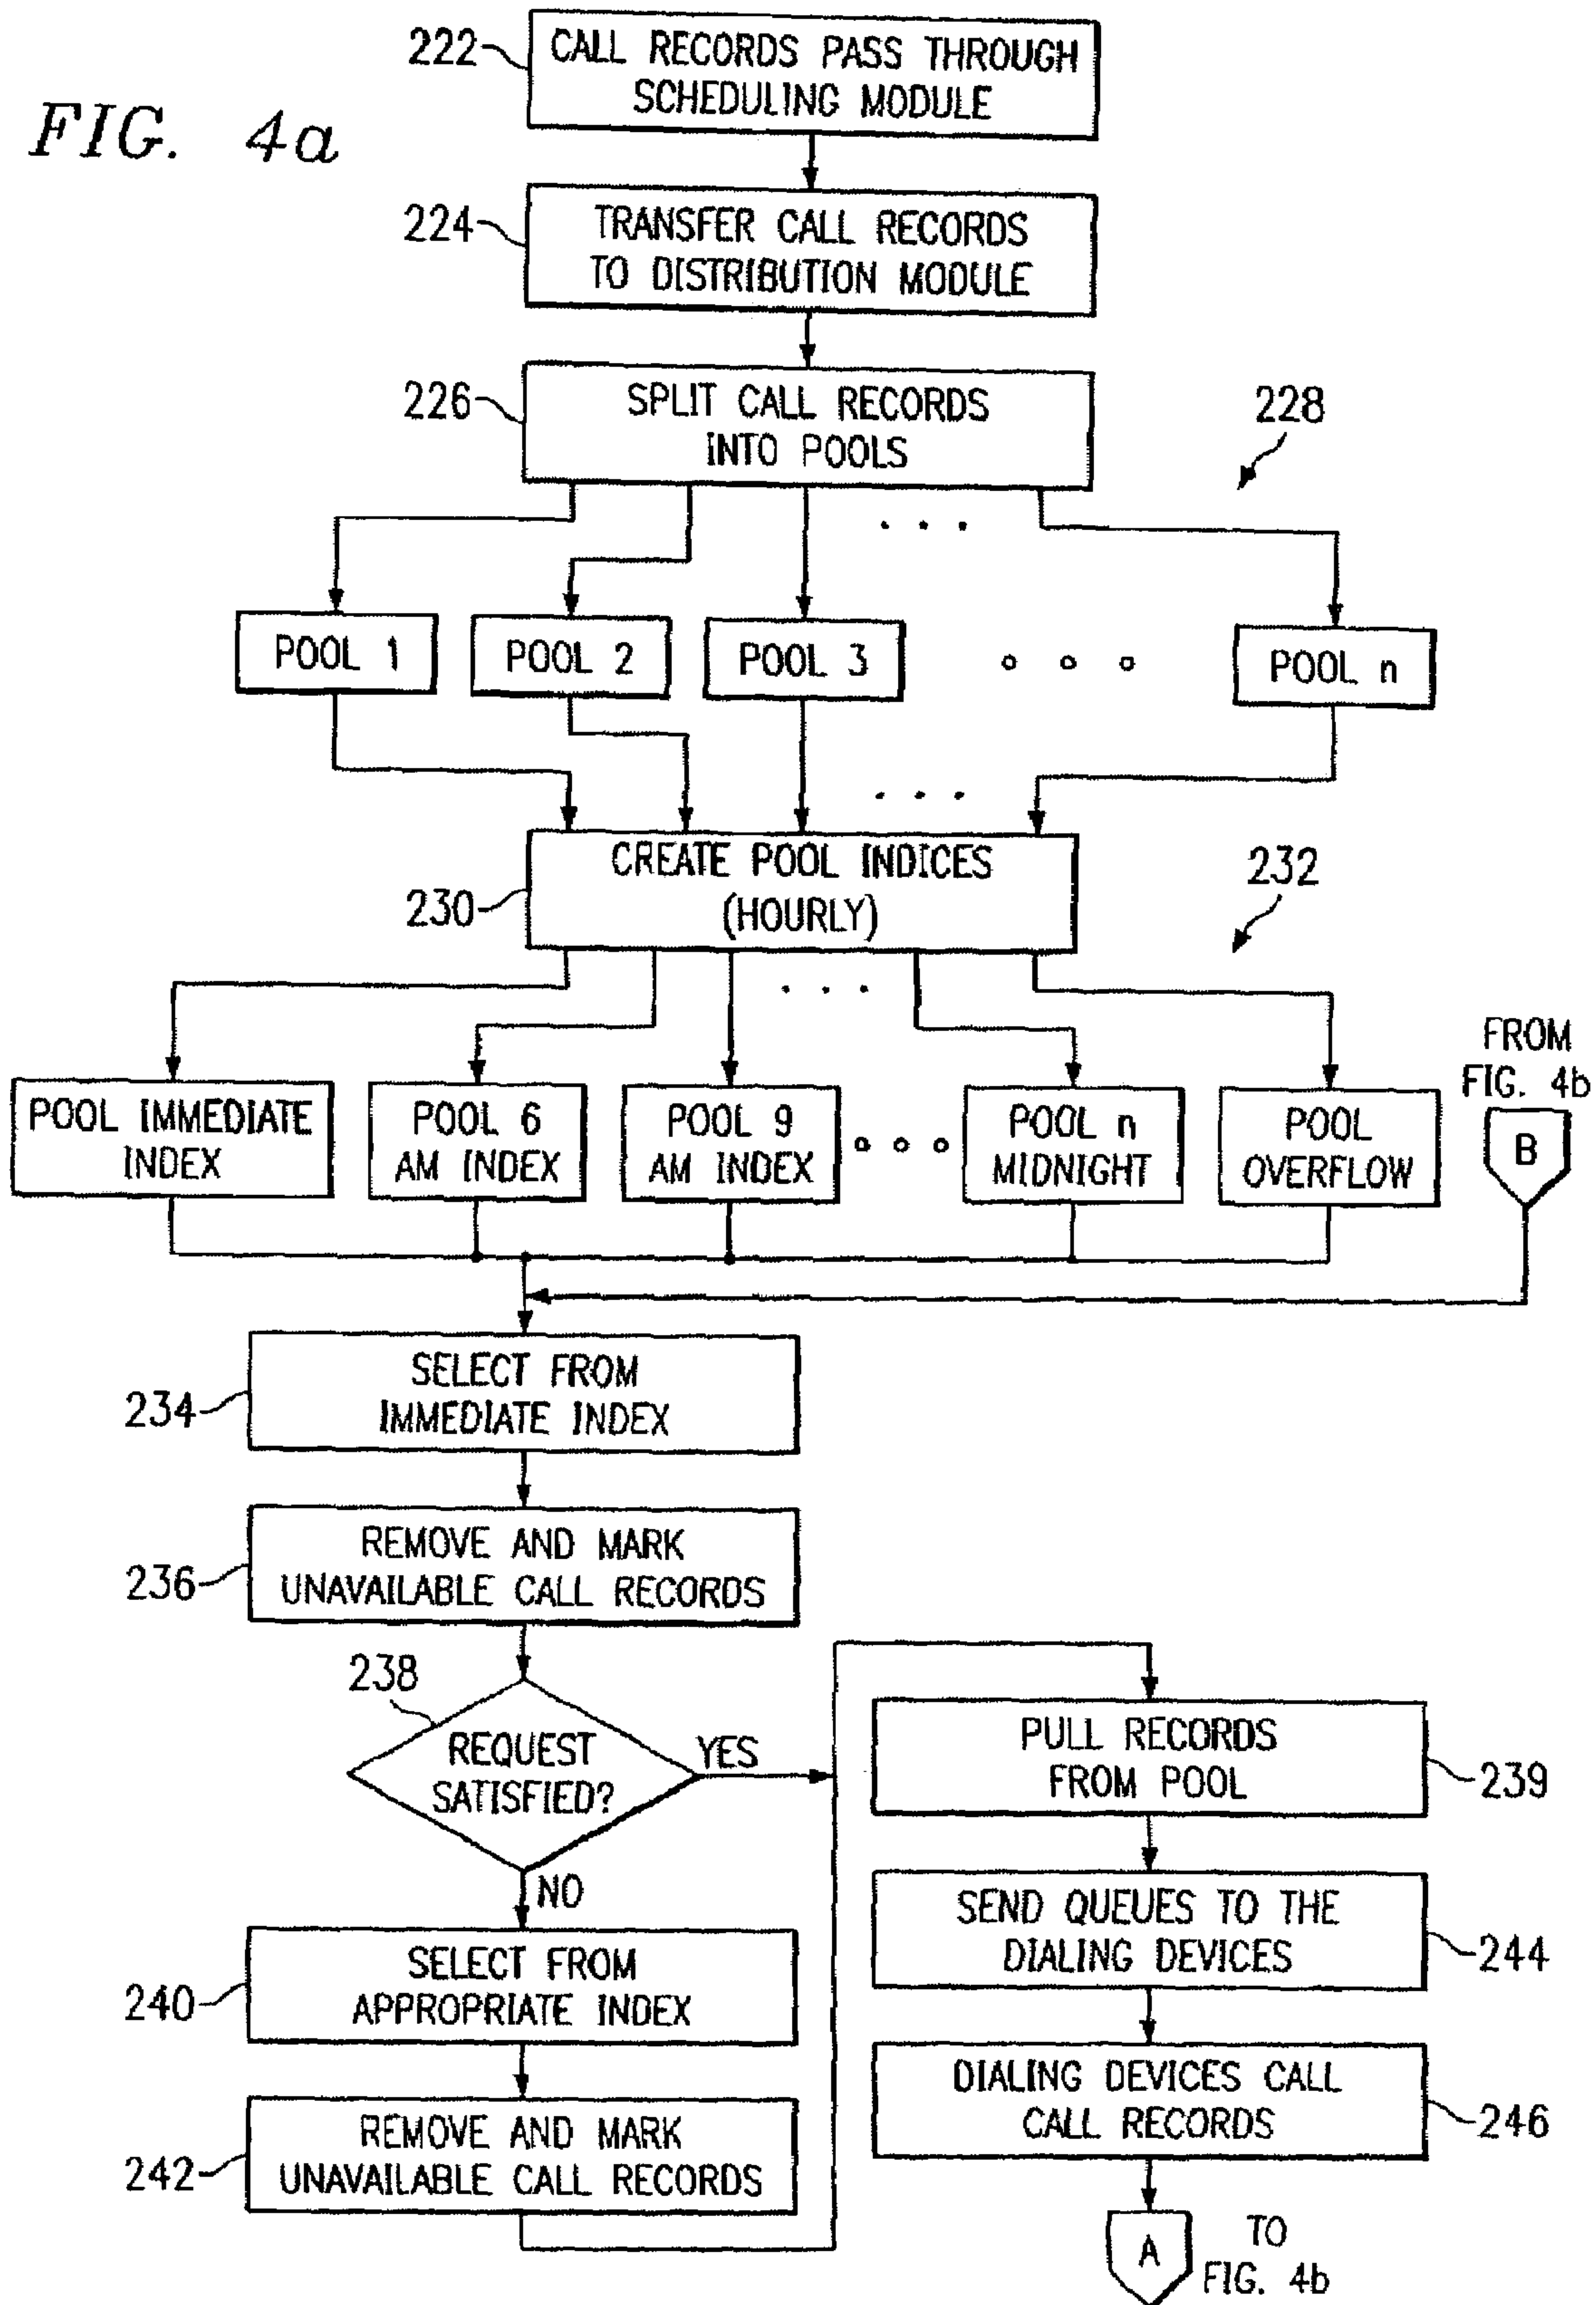 FIG. 4a
222
CALL RECORDS PASS THROUGH
SCHEDULING MODULE
224
TRANSFER CALL RECORDS
TO DISTRIBUTION MODULE
226
SPLIT CALL RECORDS
INTO POOLS
228
. . .
POOL 1
POOL 2
POOL 3
POOL n
. . .
230
CREATE POOL INDICES
(HOURLY)
232
. . .
POOL IMMEDIATE
INDEX
POOL 6
AM INDEX
POOL 9
AM INDEX
POOL n
MIDNIGHT
POOL
OVERFLOW
FROM
FIG. 4b
B
234
SELECT FROM
IMMEDIATE INDEX
236
REMOVE AND MARK
UNAVAILABLE CALL RECORDS
238
REQUEST
SATISFIED?
YES
NO
240
SELECT FROM
APPROPRIATE INDEX
242
REMOVE AND MARK
UNAVAILABLE CALL RECORDS
PULL RECORDS
FROM POOL
239
SEND QUEUES TO THE
DIALING DEVICES
244
DIALING DEVICES CALL
CALL RECORDS
246
A
TO
FIG. 4b